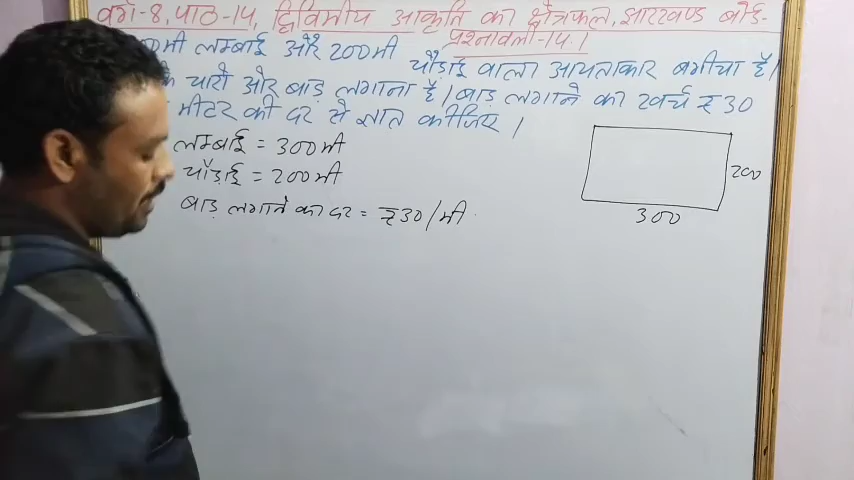 वर्ग-8, पाठ-14, द्विविमीय आकृति का क्षेत्रफल, झारखण्ड बोर्ड-
प्रश्नावली-14.1
मी लम्बाई और 200मी चौड़ाई वाला आयताकार बगीचा है।
चारो ओर बाड़ लगाना है। बाड़ लगाने का खर्च ₹30
मीटर की दर से ज्ञात कीजिए।
लम्बाई = 300मी
चौड़ाई = 200मी
बाड़ लगाने का दर = ₹30/मी
200
300